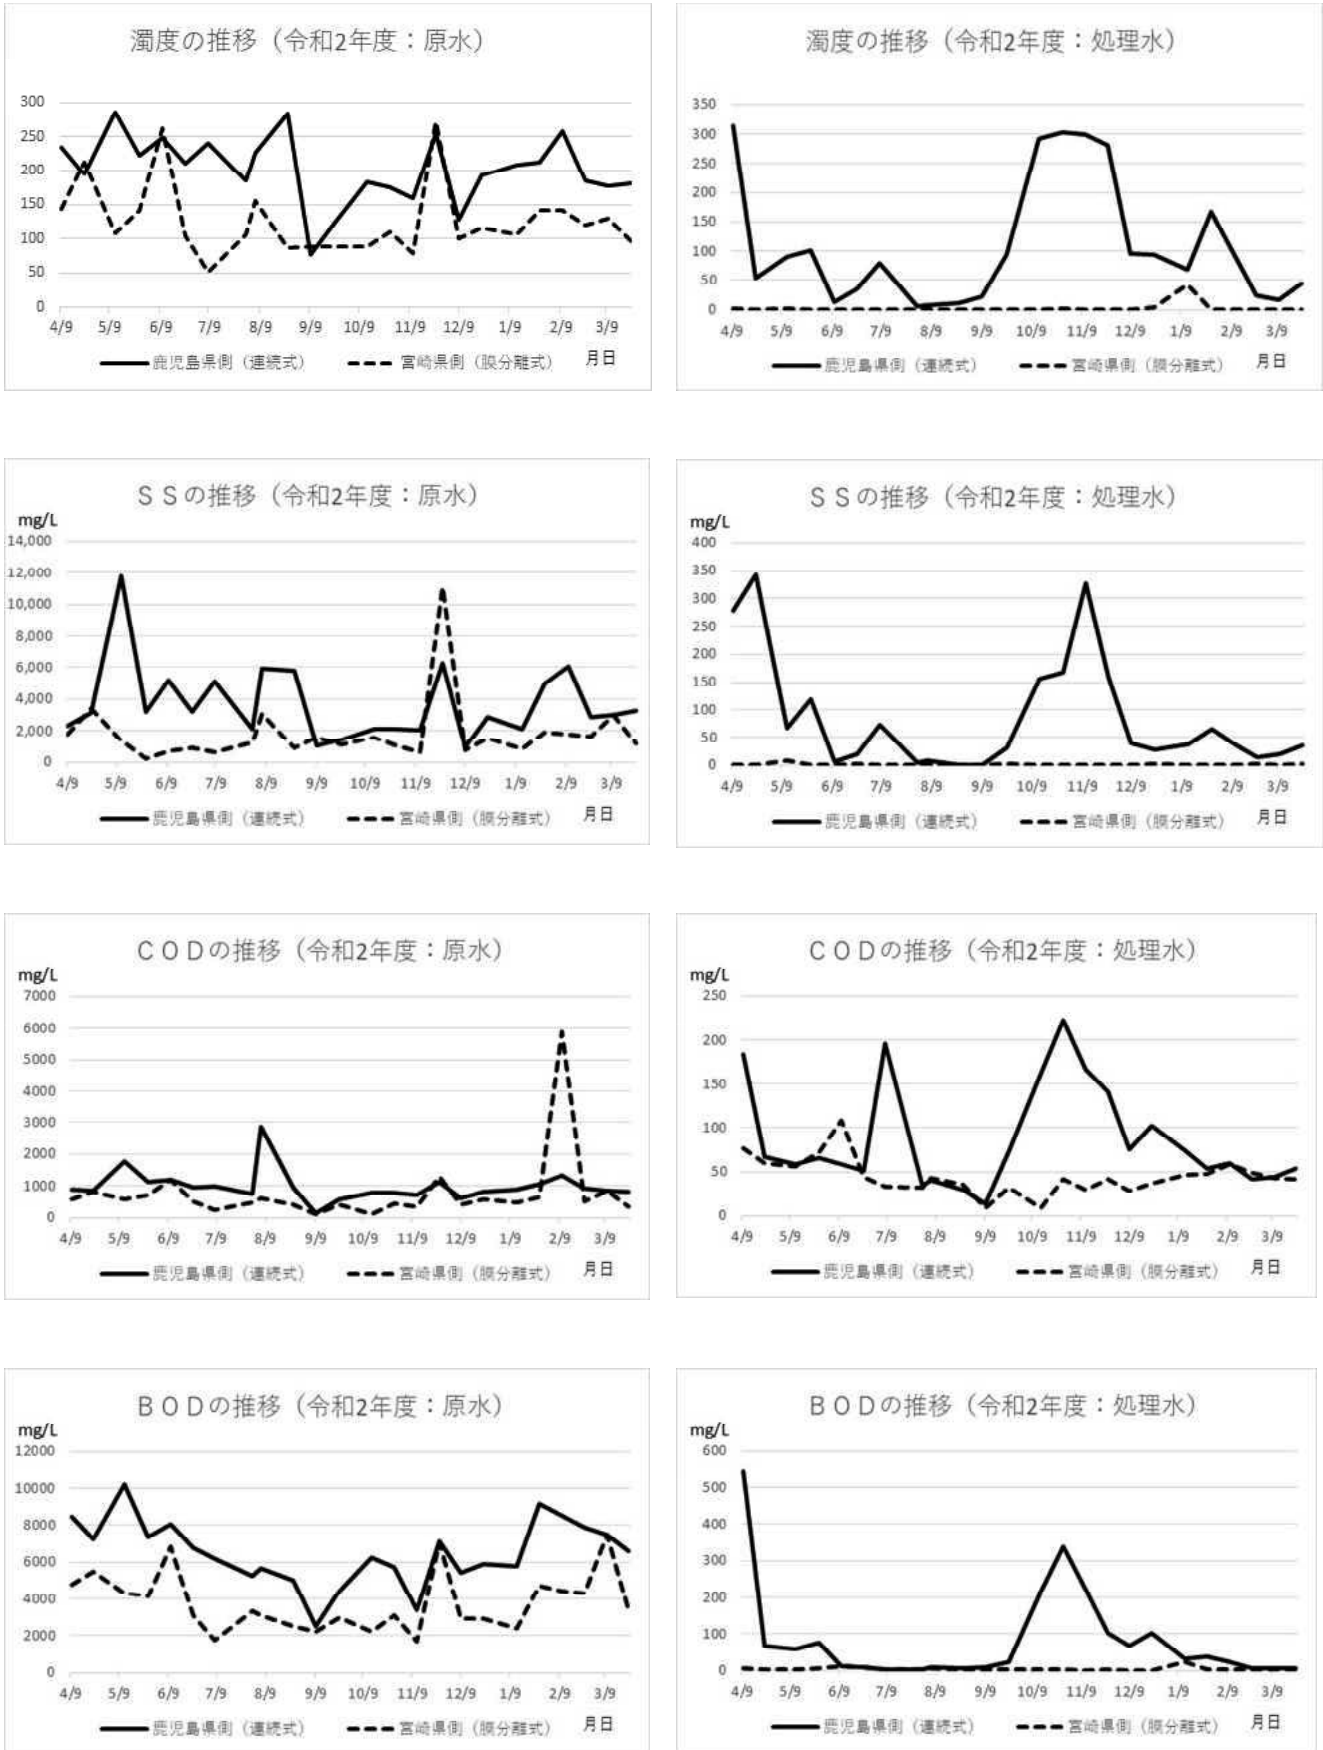 濁度の推移（令和2年度：原水）
300
250
200
150
100
50
0
4/9 5/9 6/9 7/9 8/9 9/9 10/9 11/9 12/9 1/9 2/9 3/9
鹿児島県側（連続式） 宮崎県側（膜分離式） 月日
濁度の推移（令和2年度：処理水）
350
300
250
200
150
100
50
0
4/9 5/9 6/9 7/9 8/9 9/9 10/9 11/9 12/9 1/9 2/9 3/9
鹿児島県側（連続式） 宮崎県側（膜分離式） 月日
ＳＳの推移（令和2年度：原水）
mg/L
14,000
12,000
10,000
8,000
6,000
4,000
2,000
0
4/9 5/9 6/9 7/9 8/9 9/9 10/9 11/9 12/9 1/9 2/9 3/9
鹿児島県側（連続式） 宮崎県側（膜分離式） 月日
ＳＳの推移（令和2年度：処理水）
mg/L
400
350
300
250
200
150
100
50
0
4/9 5/9 6/9 7/9 8/9 9/9 10/9 11/9 12/9 1/9 2/9 3/9
鹿児島県側（連続式） 宮崎県側（膜分離式） 月日
ＣＯＤの推移（令和2年度：原水）
mg/L
7000
6000
5000
4000
3000
2000
1000
0
4/9 5/9 6/9 7/9 8/9 9/9 10/9 11/9 12/9 1/9 2/9 3/9
鹿児島県側（連続式） 宮崎県側（膜分離式） 月日
ＣＯＤの推移（令和2年度：処理水）
mg/L
250
200
150
100
50
0
4/9 5/9 6/9 7/9 8/9 9/9 10/9 11/9 12/9 1/9 2/9 3/9
鹿児島県側（連続式） 宮崎県側（膜分離式） 月日
ＢＯＤの推移（令和2年度：原水）
mg/L
12000
10000
8000
6000
4000
2000
0
4/9 5/9 6/9 7/9 8/9 9/9 10/9 11/9 12/9 1/9 2/9 3/9
鹿児島県側（連続式） 宮崎県側（膜分離式） 月日
ＢＯＤの推移（令和2年度：処理水）
mg/L
600
500
400
300
200
100
0
4/9 5/9 6/9 7/9 8/9 9/9 10/9 11/9 12/9 1/9 2/9 3/9
鹿児島県側（連続式） 宮崎県側（膜分離式） 月日